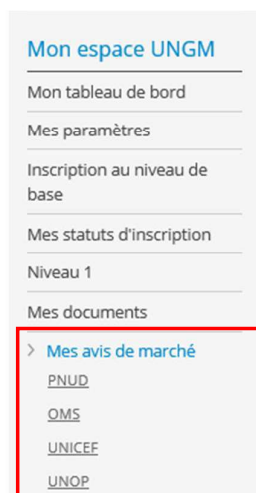 Mon espace UNGM
Mon tableau de bord
Mes paramètres
Inscription au niveau de
base
Mes statuts d'inscription
Niveau 1
Mes documents
> Mes avis de marché
PNUD
OMS
UNICEF
UNOP